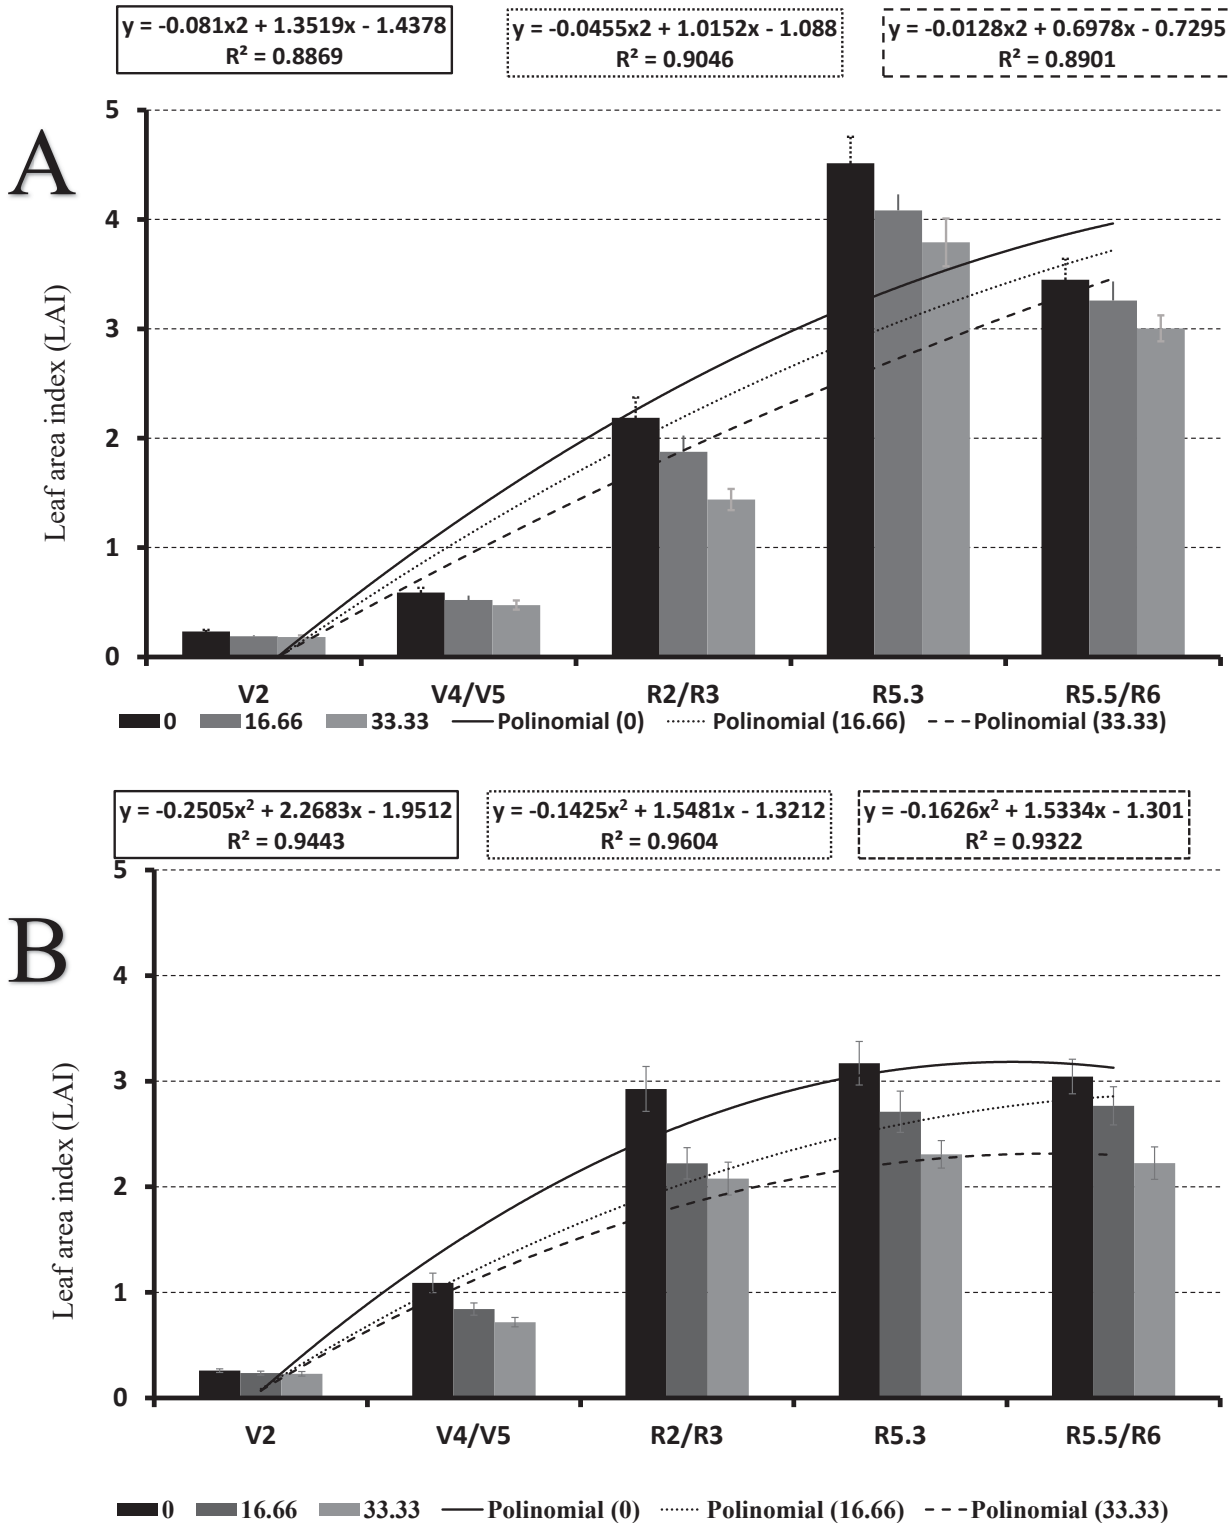 y = -0.081x2 + 1.3519x - 1.4378
R² = 0.8869
y = -0.0455x2 + 1.0152x - 1.088
R² = 0.9046
y = -0.0128x2 + 0.6978x - 0.7295
R² = 0.8901
A
Leaf area index (LAI)
5
4
3
2
1
0
V2 V4/V5 R2/R3 R5.3 R5.5/R6
0 16.66 33.33 Polinomial (0) Polinomial (16.66) Polinomial (33.33)
y = -0.2505x² + 2.2683x - 1.9512
R² = 0.9443
y = -0.1425x² + 1.5481x - 1.3212
R² = 0.9604
y = -0.1626x² + 1.5334x - 1.301
R² = 0.9322
B
Leaf area index (LAI)
5
4
3
2
1
0
V2 V4/V5 R2/R3 R5.3 R5.5/R6
0 16.66 33.33 Polinomial (0) Polinomial (16.66) Polinomial (33.33)